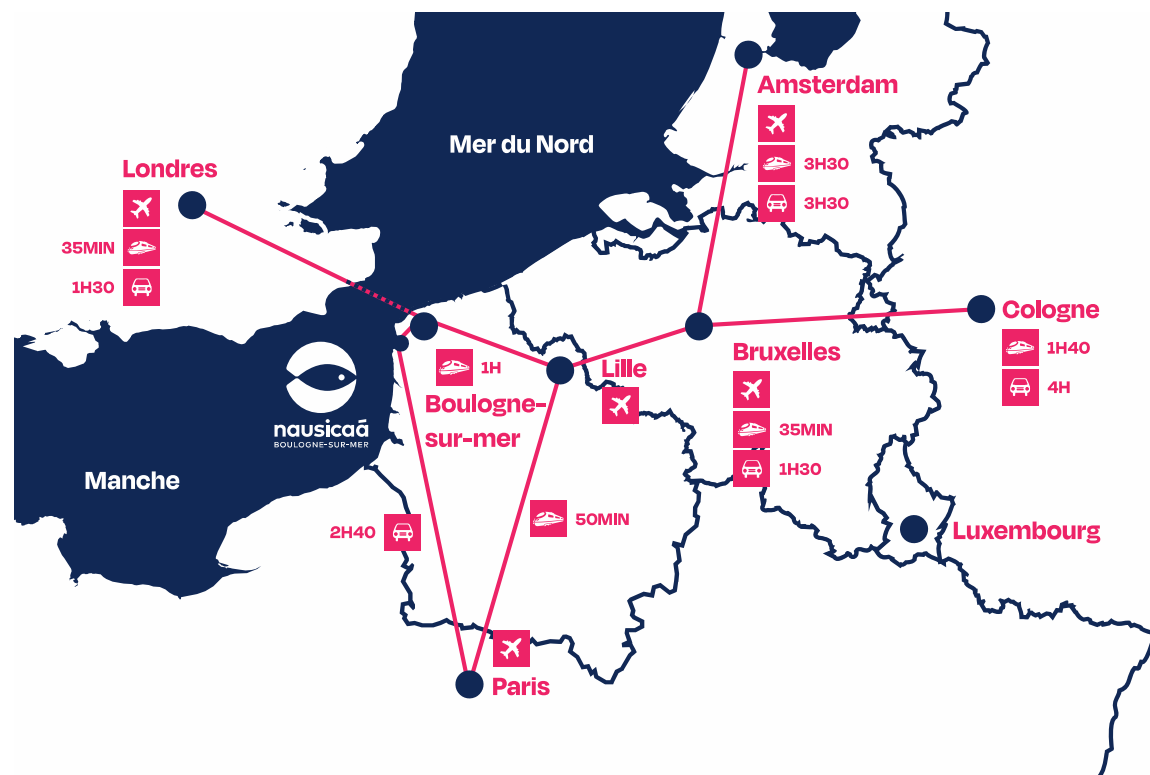 Amsterdam
3H30
3H30
Mer du Nord
Londres
35MIN
1H30
Cologne
1H40
4H
Bruxelles
35MIN
1H30
Lille
1H
Boulogne-
sur-mer
nausicaá
BOULOGNE-SUR-MER
Manche
2H40
50MIN
Luxembourg
Paris